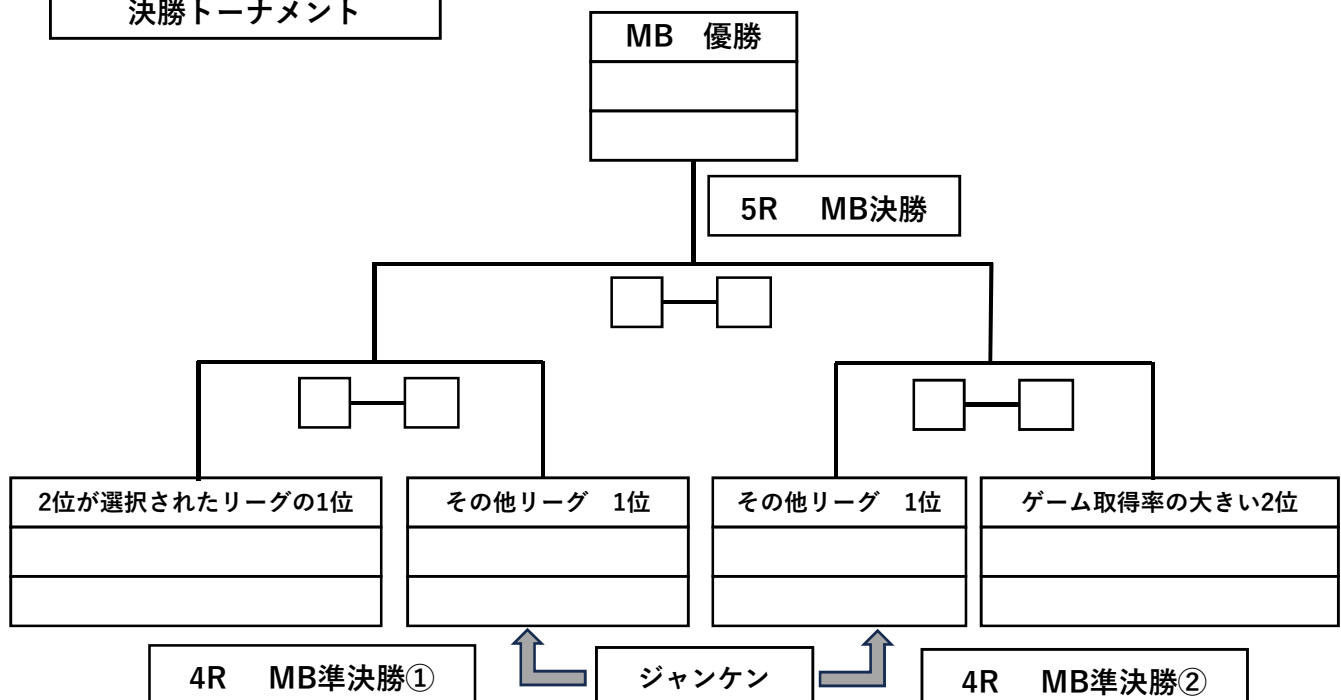 決勝トーナメント
MB　優勝
5R　MB決勝
2位が選択されたリーグの1位
その他リーグ　1位
その他リーグ　1位
ゲーム取得率の大きい2位
4R　MB準決勝①
ジャンケン
4R　MB準決勝②